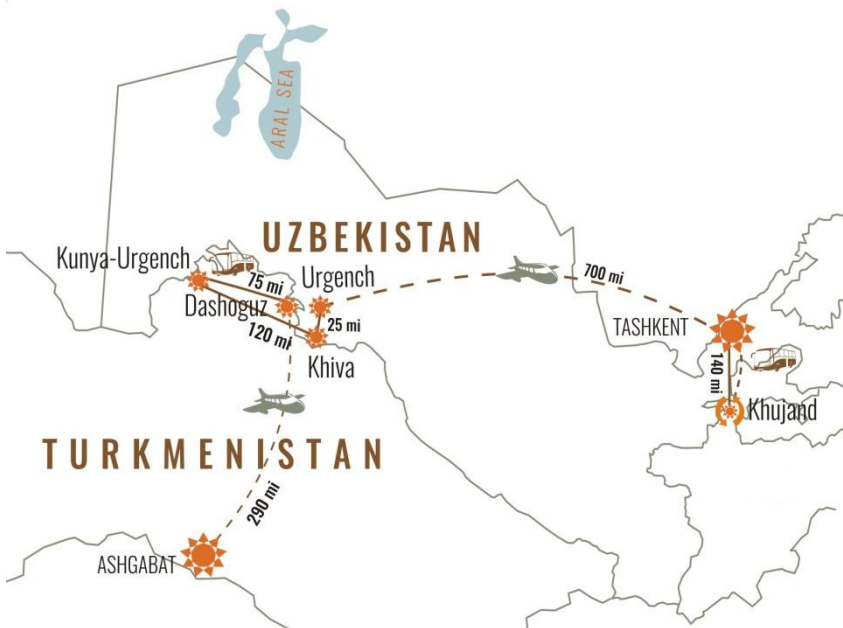 ARAL SEA
UZBEKISTAN
Kunya-Urgench
75 mi
Urgench
700 mi
Dashoguz
120 mi
25 mi
TASHKENT
Khiva
140 mi
Khujand
TURKMENISTAN
290 mi
ASHGABAT